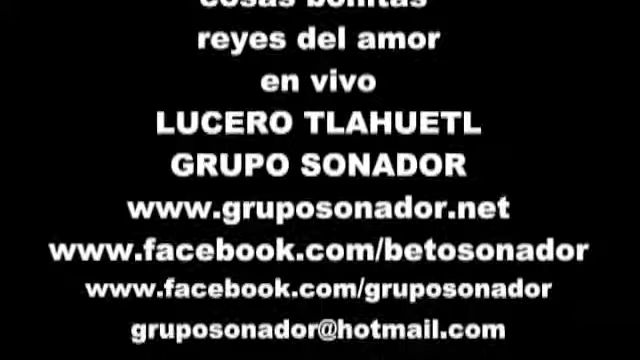 cosas bonitas
reyes del amor
en vivo
LUCERO TLAHUETL
GRUPO SONADOR
www.gruposonador.net
www.facebook.com/betosonador
www.facebook.com/gruposonador
gruposonador@hotmail.com